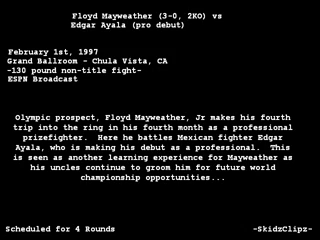 Floyd Mayweather (3-0, 2KO) vs
Edgar Ayala (pro debut)
February 1st, 1997
Grand Ballroom - Chula Vista, CA
-130 pound non-title fight-
ESPN Broadcast
Olympic prospect, Floyd Mayweather, Jr makes his fourth
trip into the ring in his fourth month as a professional
prizefighter.  Here he battles Mexican fighter Edgar
Ayala, who is making his debut as a professional.  This
is seen as another learning experience for Mayweather as
his uncles continue to groom him for future world
championship opportunities...
Scheduled for 4 Rounds
-SkidzClipz-